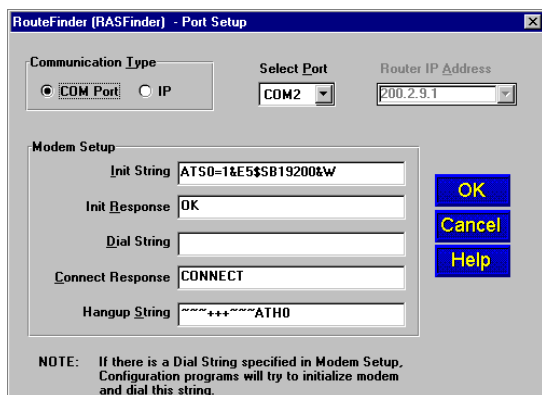 RouteFinder (RASFinder) - Port Setup
Communication Type
COM Port
IP
Select Port
COM2
Router IP Address
200.2.9.1
Modem Setup
Init String
ATS0=1&E5$SB19200&W
Init Response
OK
Dial String
Connect Response
CONNECT
Hangup String
~~~+++~~~ATH0
OK
Cancel
Help
NOTE: If there is a Dial String specified in Modem Setup,
Configuration programs will try to initialize modem
and dial this string.